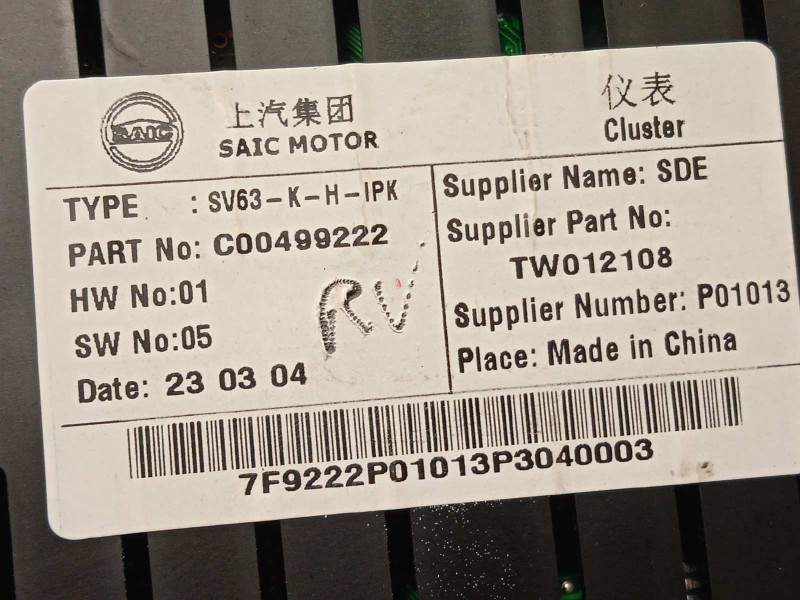 SAIC
上汽集团
SAIC MOTOR
仪表
Cluster
TYPE : SV63-K-H-IPK
PART No: C00499222
HW No:01
SW No:05
Date: 23 03 04
RV
Supplier Name: SDE
Supplier Part No:
TW012108
Supplier Number: P01013
Place: Made in China
7F9222P01013P3040003